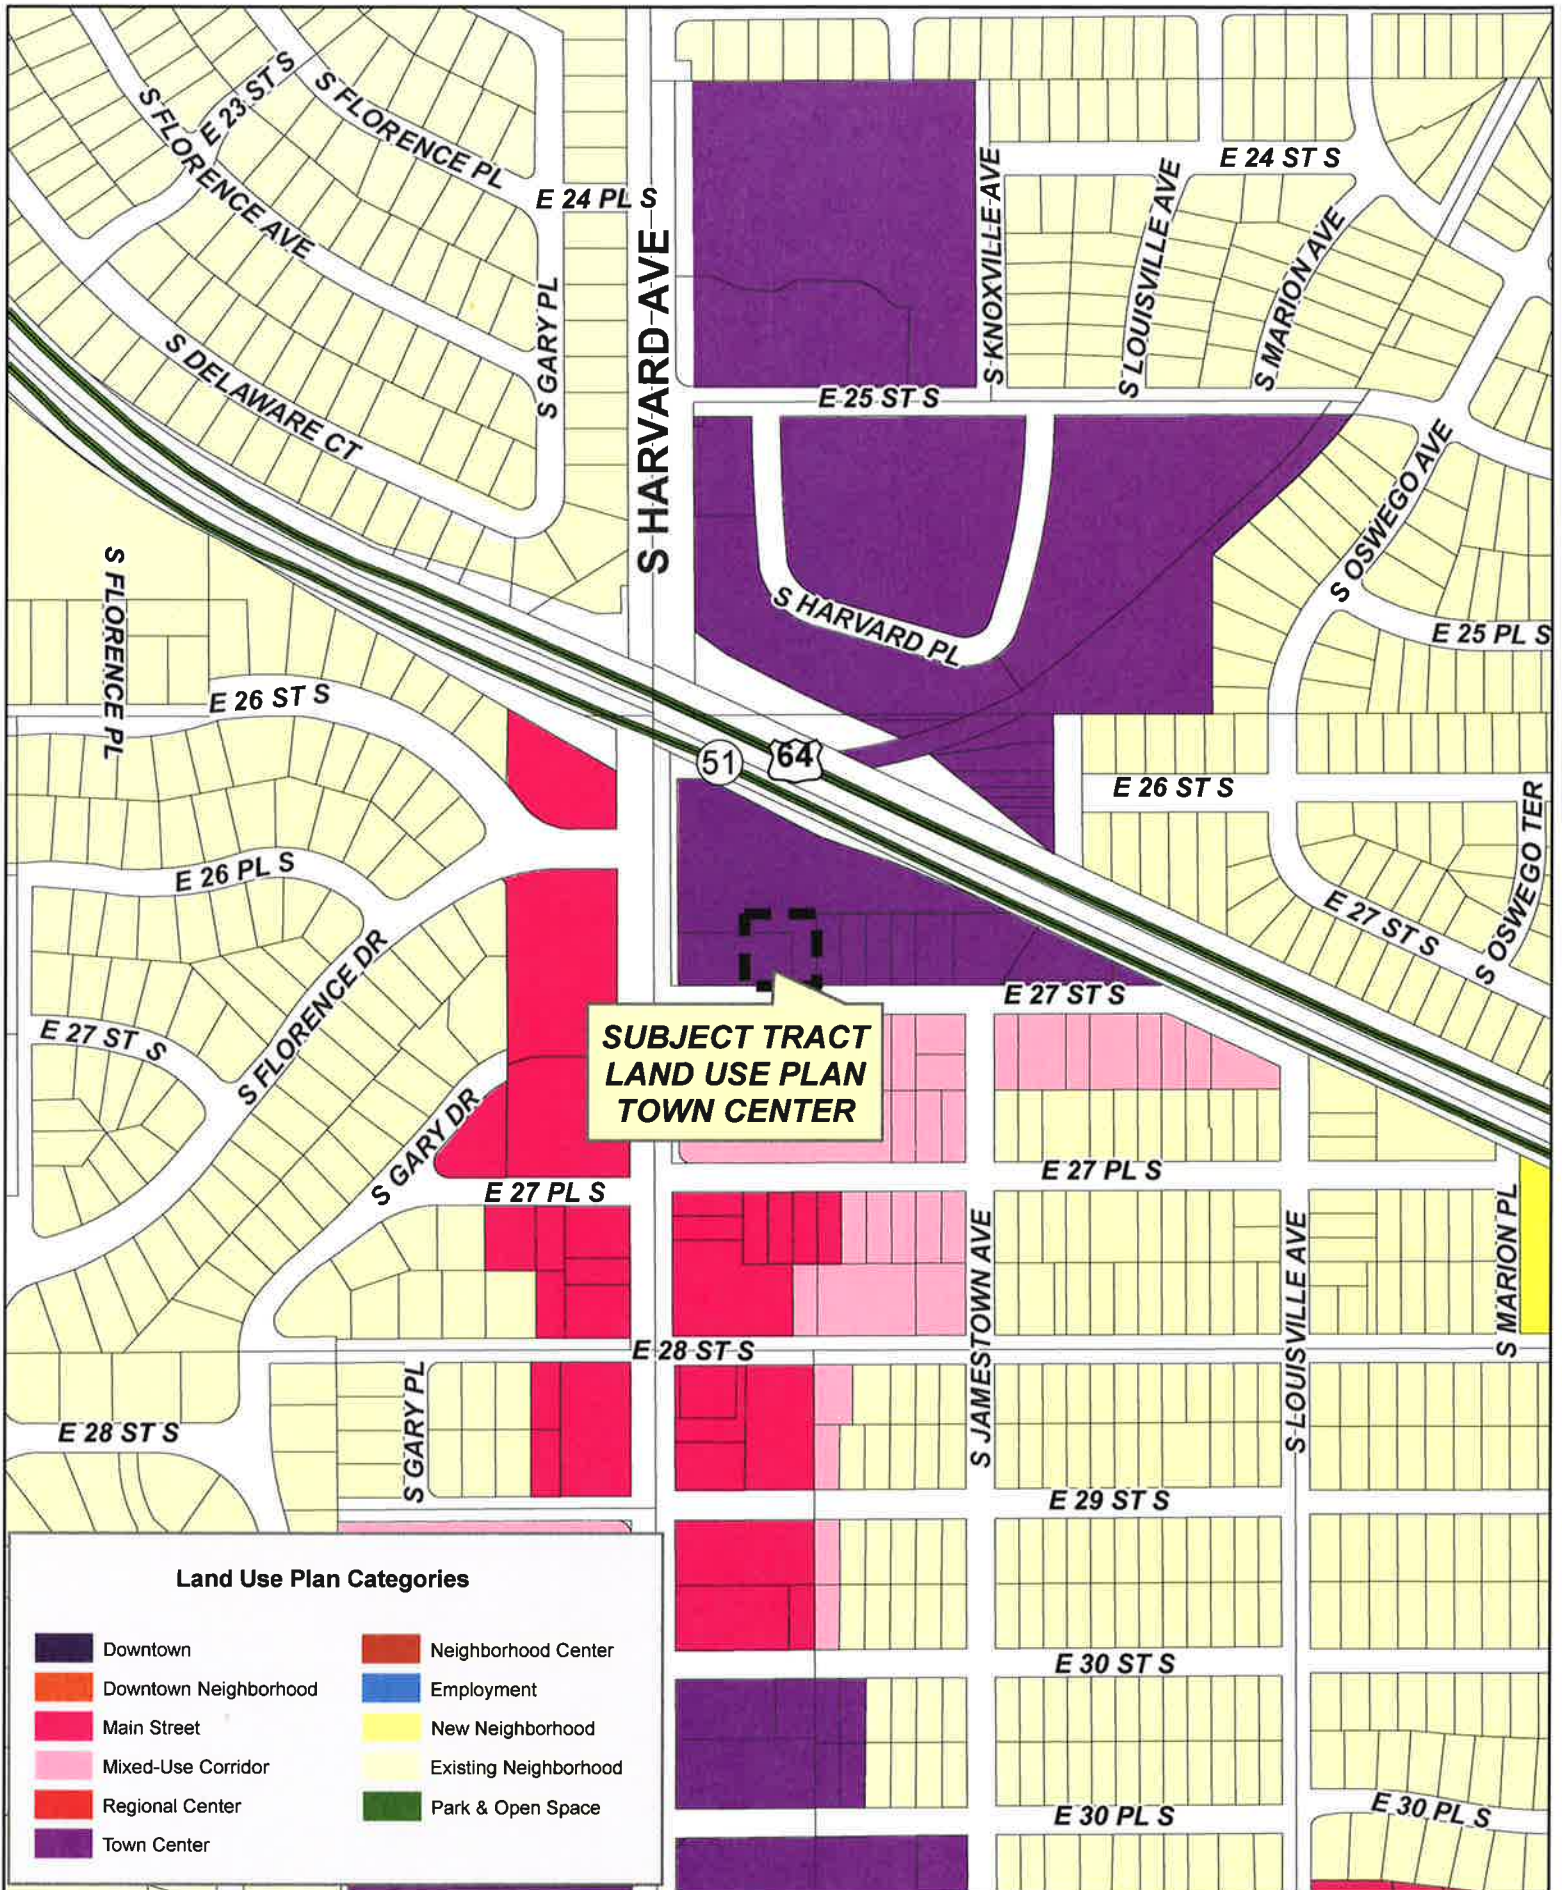 E 23 ST S
S FLORENCE PL
S FLORENCE AVE
E 24 PL S
S HARVARD AVE
S KNOXVILLE AVE
E 24 ST S
S LOUISVILLE AVE
S MARION AVE
S GARY PL
S DELAWARE CT
E 25 ST S
S OSWEGO AVE
S FLORENCE PL
S HARVARD PL
E 25 PL S
E 26 ST S
51
64
E 26 ST S
S OSWEGO TER
E 26 PL S
E 27 ST S
S FLORENCE DR
E 27 ST S
E 27 ST S
SUBJECT TRACT
LAND USE PLAN
TOWN CENTER
S GARY DR
E 27 PL S
E 27 PL S
S JAMESTOWN AVE
S LOUISVILLE AVE
S MARION PL
E 28 ST S
S GARY PL
E 28 ST S
E 29 ST S
E 30 ST S
E 30 PL S
E 30 PL S
Land Use Plan Categories
Downtown
Downtown Neighborhood
Main Street
Mixed-Use Corridor
Regional Center
Town Center
Neighborhood Center
Employment
New Neighborhood
Existing Neighborhood
Park & Open Space